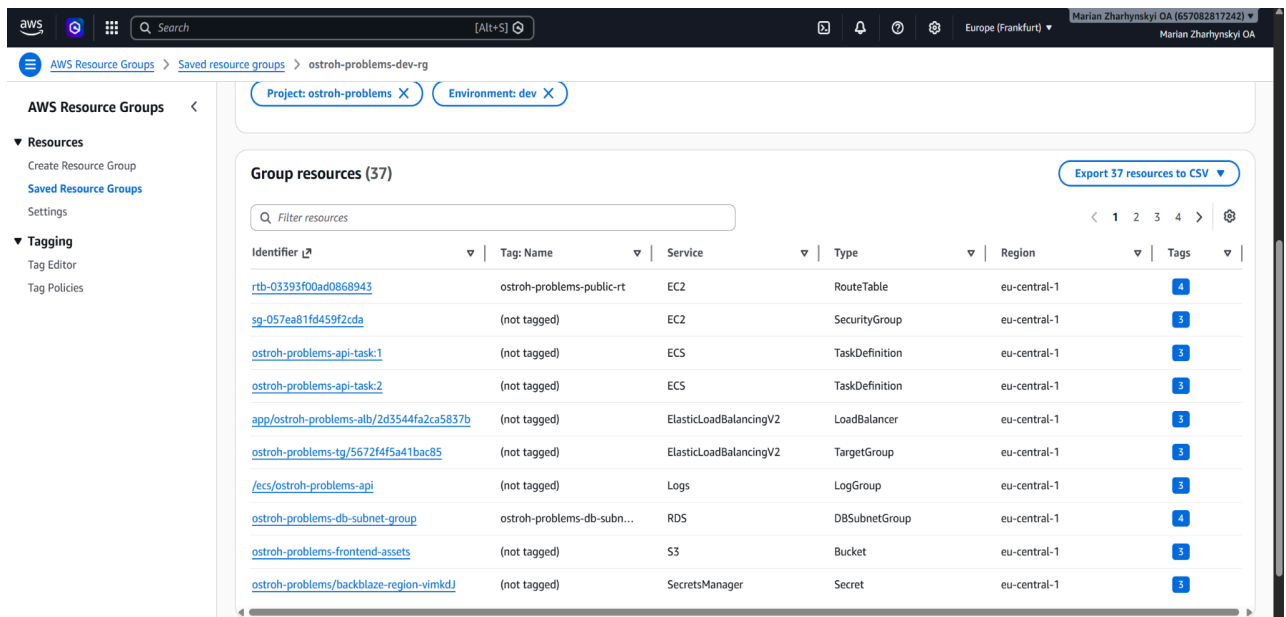 aws Search [Alt+S] Europe (Frankfurt) Marian Zharhynskyi OA (657082817242)
Marian Zharhynskyi OA
AWS Resource Groups > Saved resource groups > ostroh-problems-dev-rg
AWS Resource Groups
Resources
Create Resource Group
Saved Resource Groups
Settings
Tagging
Tag Editor
Tag Policies
Project: ostroh-problems Environment: dev
Group resources (37) Export 37 resources to CSV
Filter resources 1 2 3 4
Identifier Tag: Name Service Type Region Tags
rtb-03393f00ad0868943 ostroh-problems-public-rt EC2 RouteTable eu-central-1 4
sg-057ea81fd459f2cda (not tagged) EC2 SecurityGroup eu-central-1 3
ostroh-problems-api-task:1 (not tagged) ECS TaskDefinition eu-central-1 3
ostroh-problems-api-task:2 (not tagged) ECS TaskDefinition eu-central-1 3
app/ostroh-problems-alb/2d3544fa2ca5837b (not tagged) ElasticLoadBalancingV2 LoadBalancer eu-central-1 3
ostroh-problems-tg/5672f4f5a41bac85 (not tagged) ElasticLoadBalancingV2 TargetGroup eu-central-1 3
/ecs/ostroh-problems-api (not tagged) Logs LogGroup eu-central-1 3
ostroh-problems-db-subnet-group ostroh-problems-db-subn... RDS DBSubnetGroup eu-central-1 4
ostroh-problems-frontend-assets (not tagged) S3 Bucket eu-central-1 3
ostroh-problems/backblaze-region-vimkdJ (not tagged) SecretsManager Secret eu-central-1 3